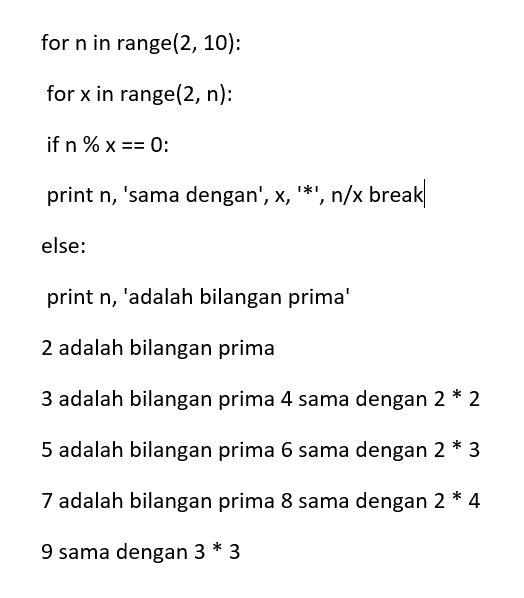 for n in range(2, 10):
for x in range(2, n):
if n % x == 0:
print n, 'sama dengan', x, '*', n/x break
else:
print n, 'adalah bilangan prima'
2 adalah bilangan prima
3 adalah bilangan prima 4 sama dengan 2 * 2
5 adalah bilangan prima 6 sama dengan 2 * 3
7 adalah bilangan prima 8 sama dengan 2 * 4
9 sama dengan 3 * 3